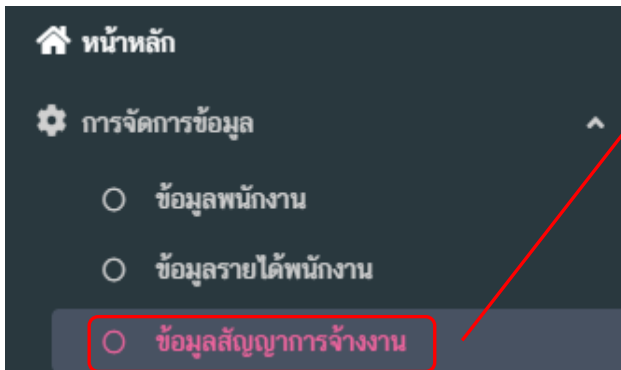 หน้าหลัก
การจัดการข้อมูล
ข้อมูลพนักงาน
ข้อมูลรายได้พนักงาน
ข้อมูลสัญญาการจ้างงาน